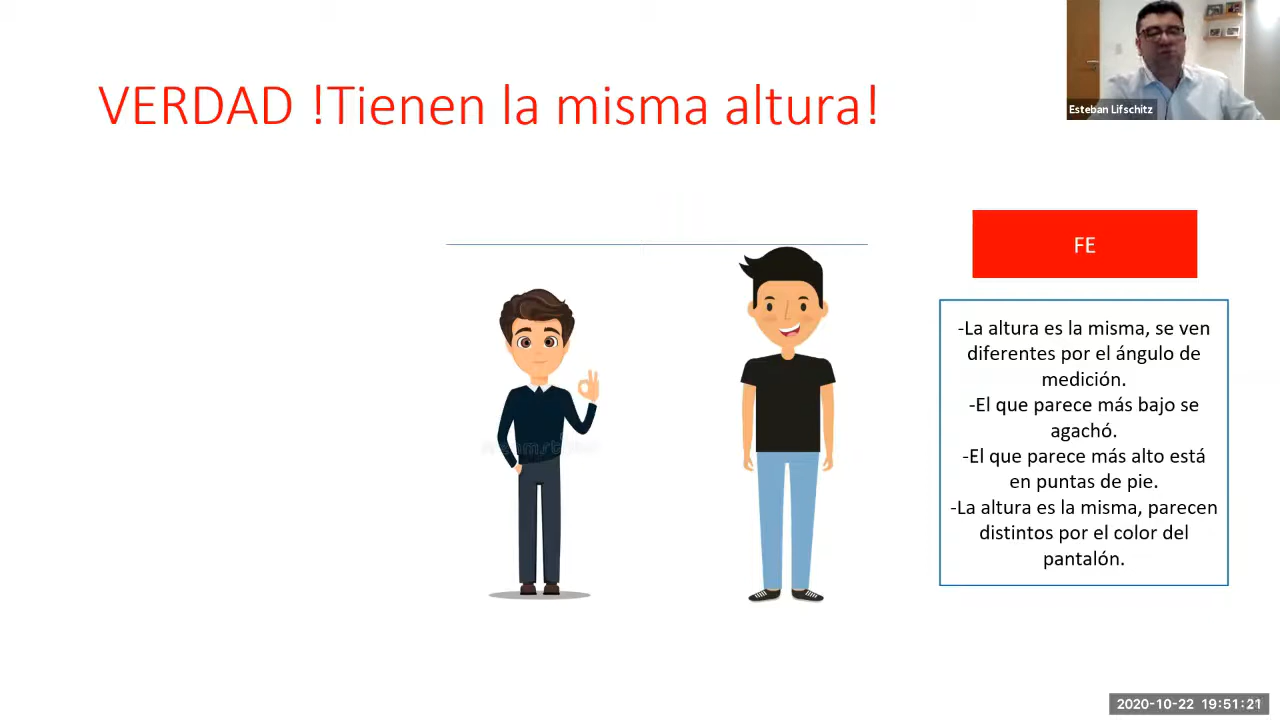 Esteban Lifschitz
VERDAD !Tienen la misma altura!
FE
-La altura es la misma, se ven
diferentes por el ángulo de
medición.
-El que parece más bajo se
agachó.
-El que parece más alto está
en puntas de pie.
-La altura es la misma, parecen
distintos por el color del
pantalón.
2020-10-22 19:51:21